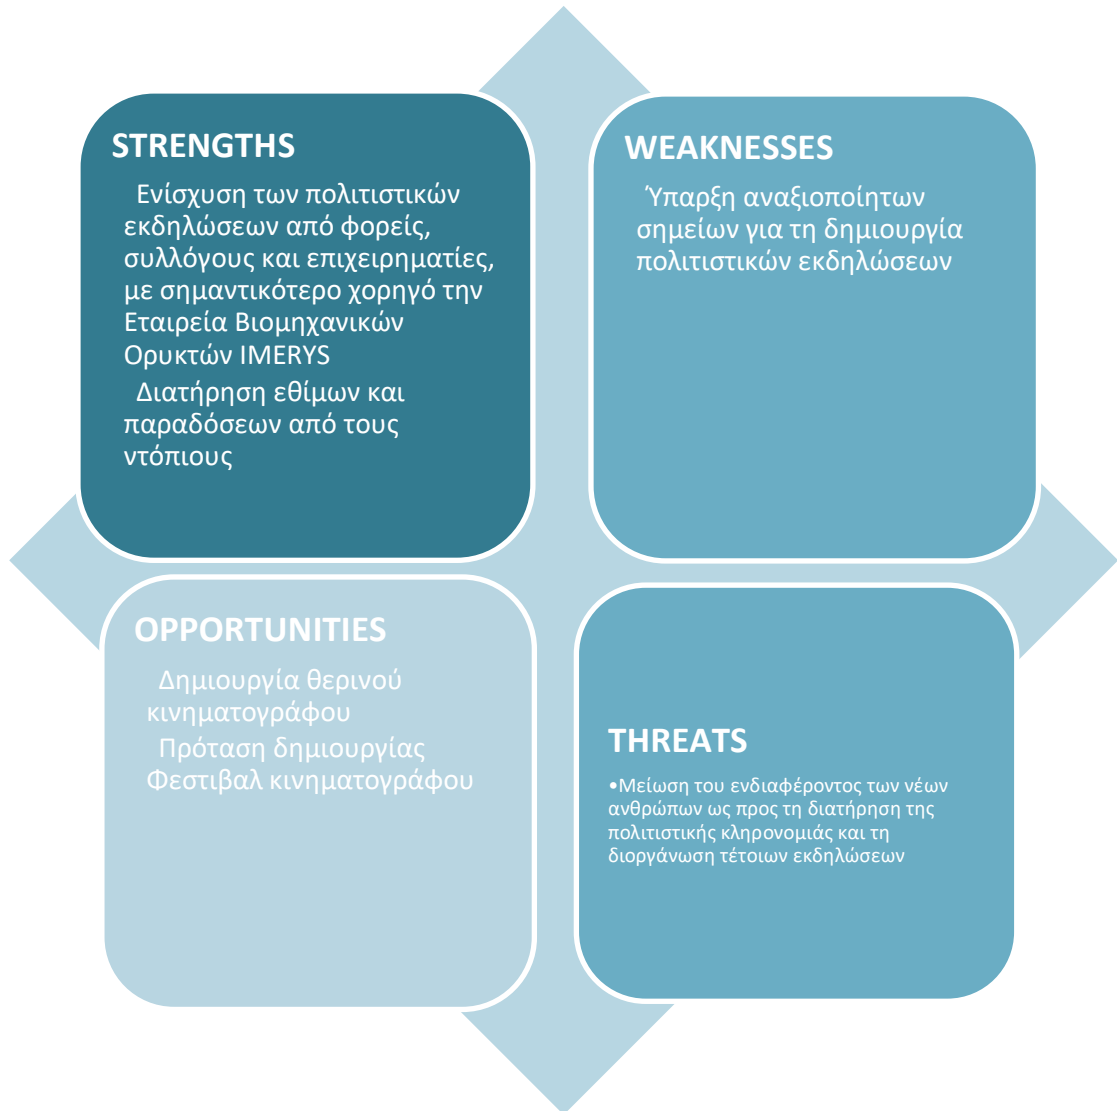 STRENGTHS
Ενίσχυση των πολιτιστικών
εκδηλώσεων από φορείς,
συλλόγους και επιχειρηματίες,
με σημαντικότερο χορηγό την
Εταιρεία Βιομηχανικών
Ορυκτών IMERYS
Διατήρηση εθίμων και
παραδόσεων από τους
ντόπιους
WEAKNESSES
Ύπαρξη αναξιοποίητων
σημείων για τη δημιουργία
πολιτιστικών εκδηλώσεων
OPPORTUNITIES
Δημιουργία θερινού
κινηματογράφου
Πρόταση δημιουργίας
Φεστιβαλ κινηματογράφου
THREATS
•Μείωση του ενδιαφέροντος των νέων
ανθρώπων ως προς τη διατήρηση της
πολιτιστικής κληρονομιάς και τη
διοργάνωση τέτοιων εκδηλώσεων